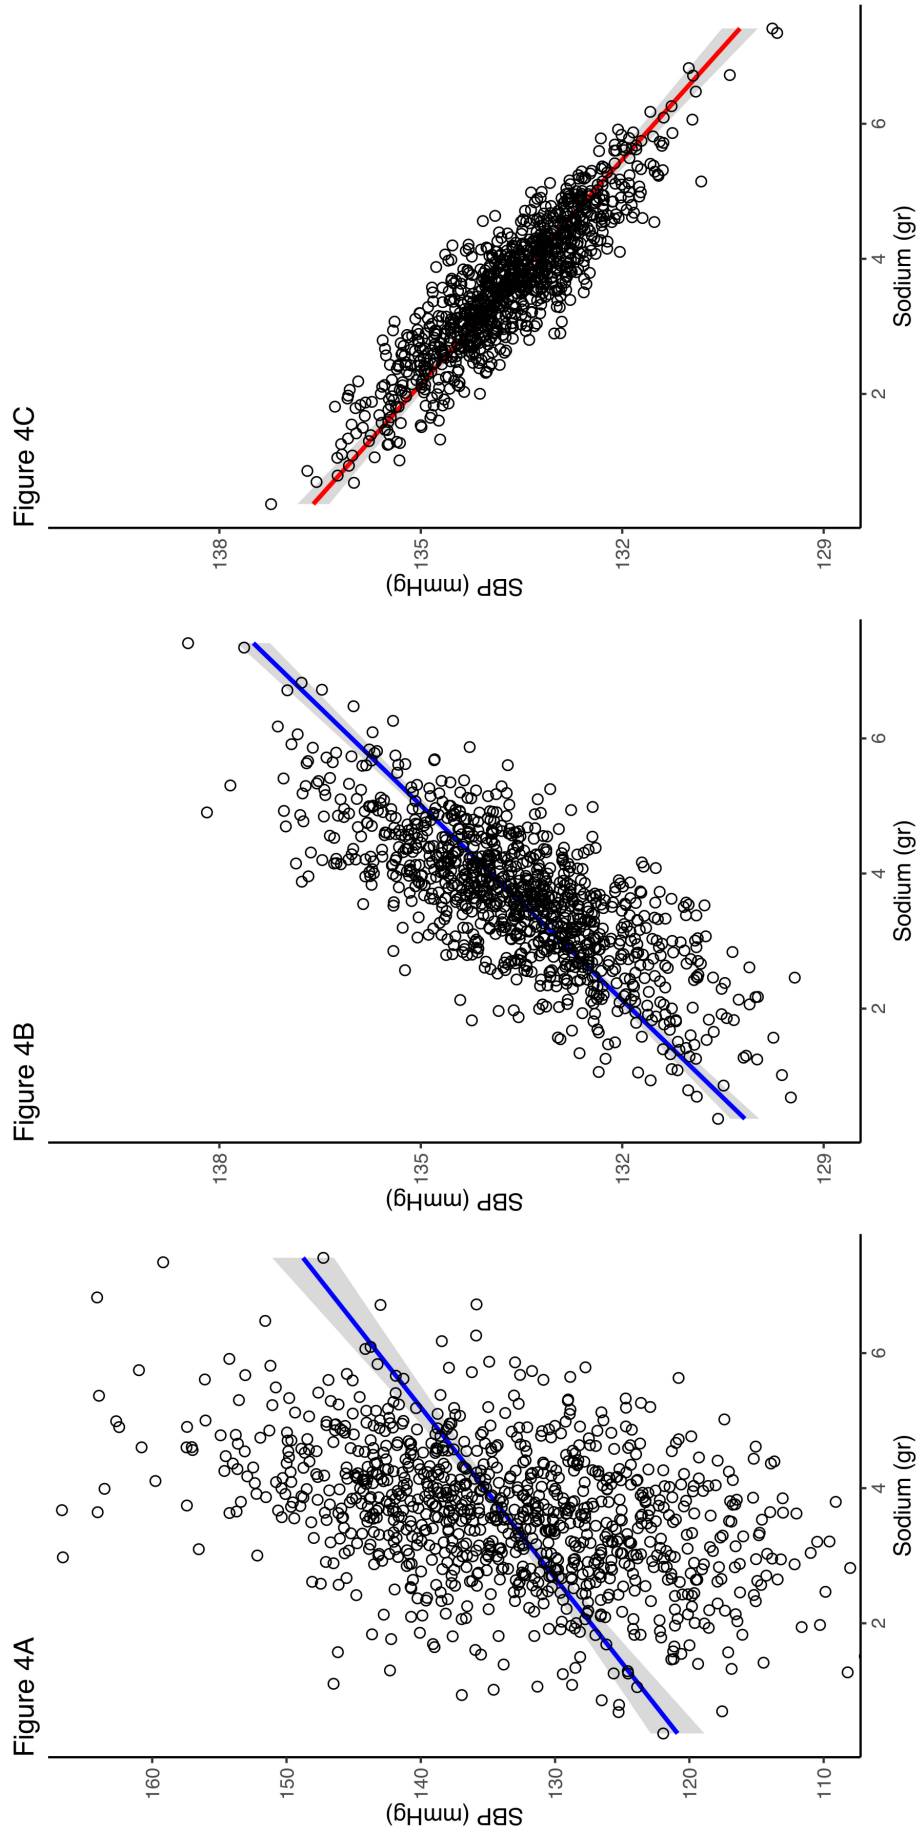 Figure 4A
SBP (mmHg)
160
150
140
130
120
110
2
4
6
Sodium (gr)
Figure 4B
SBP (mmHg)
138
135
132
129
2
4
6
Sodium (gr)
Figure 4C
SBP (mmHg)
138
135
132
129
2
4
6
Sodium (gr)